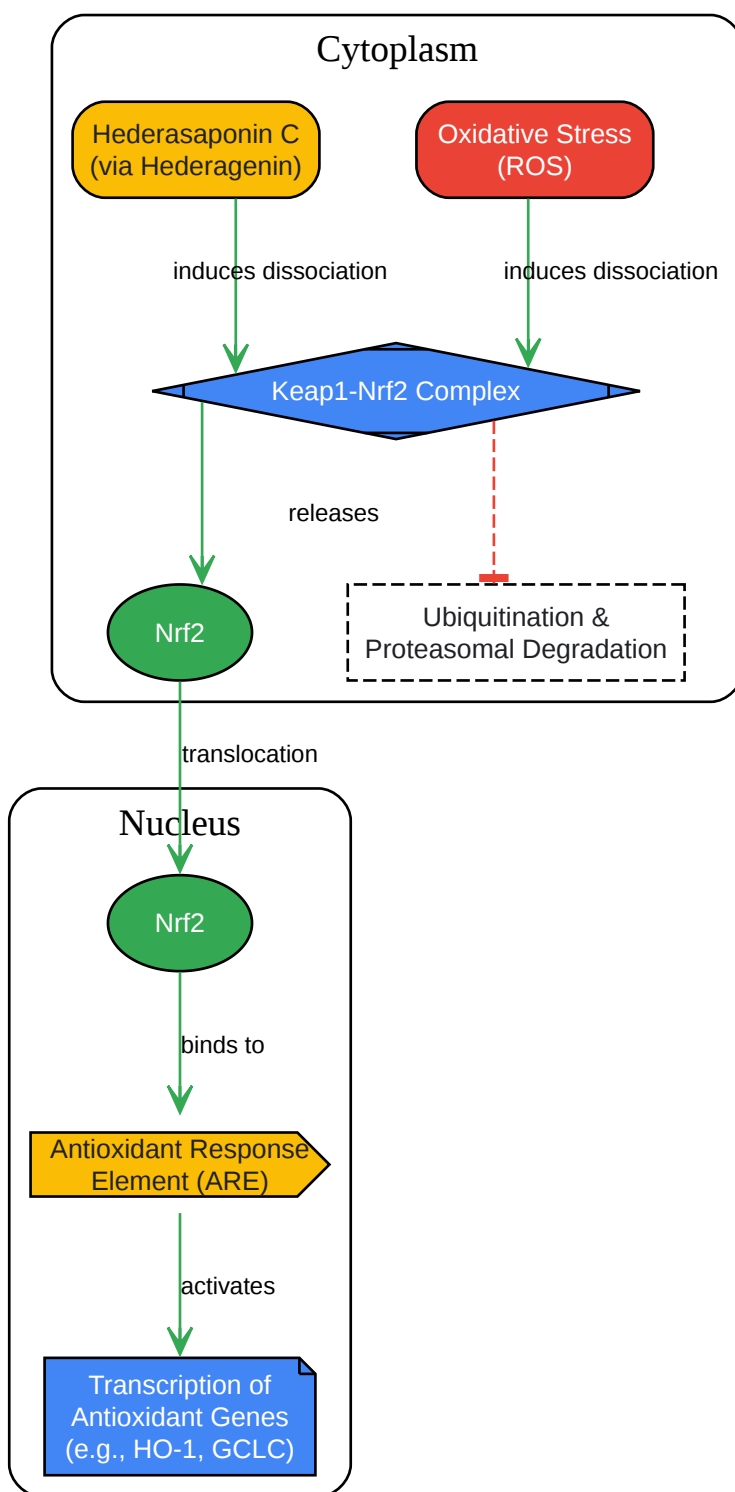 Cytoplasm
Hederasaponin C
(via Hederagenin)
Oxidative Stress
(ROS)
induces dissociation
induces dissociation
Keap1-Nrf2 Complex
releases
Nrf2
Ubiquitination &
Proteasomal Degradation
translocation
Nucleus
Nrf2
binds to
Antioxidant Response
Element (ARE)
activates
Transcription of
Antioxidant Genes
(e.g., HO-1, GCLC)